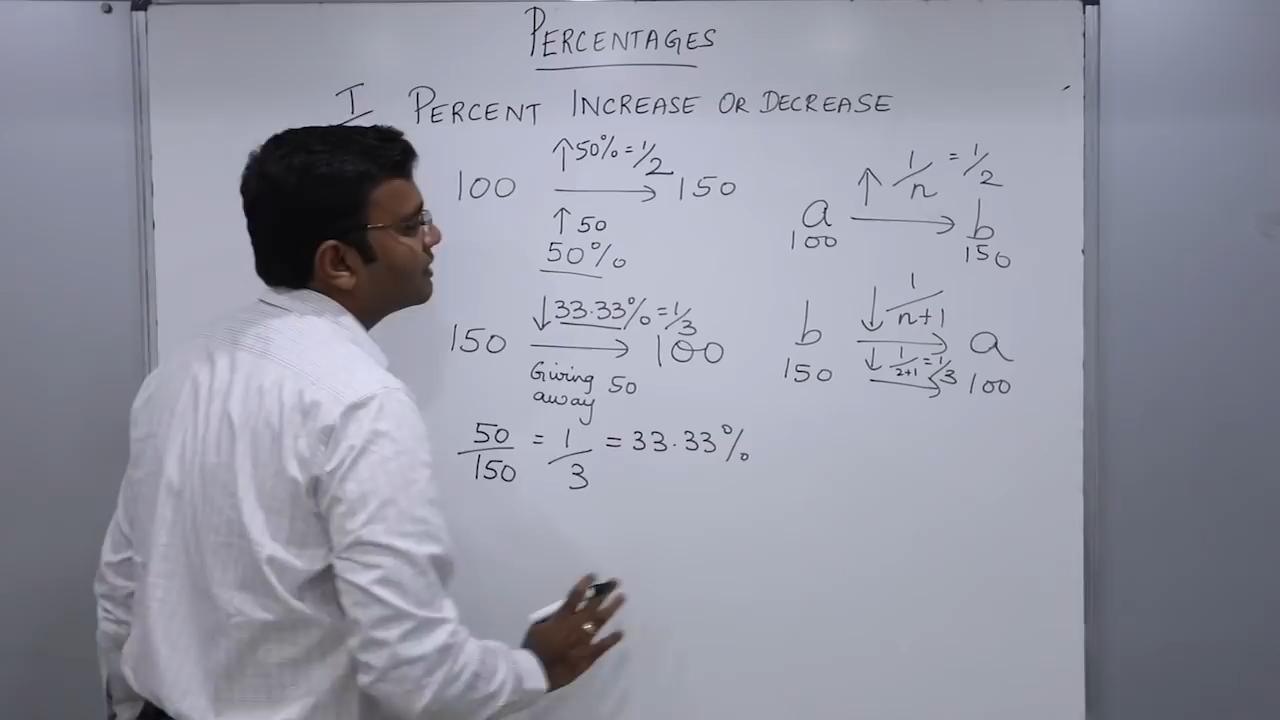 PERCENTAGES
I PERCENT INCREASE OR DECREASE
↑50% = 1/2
100 → 150
↑50
50%
↓33.33% = 1/3
150 → 100
Giving away 50
50/150 = 1/3 = 33.33%
↑ 1/n = 1/2
a → b
100 150
↓ 1/n+1
b → a
150 ↓ 1/2+1 = 1/3 → 100